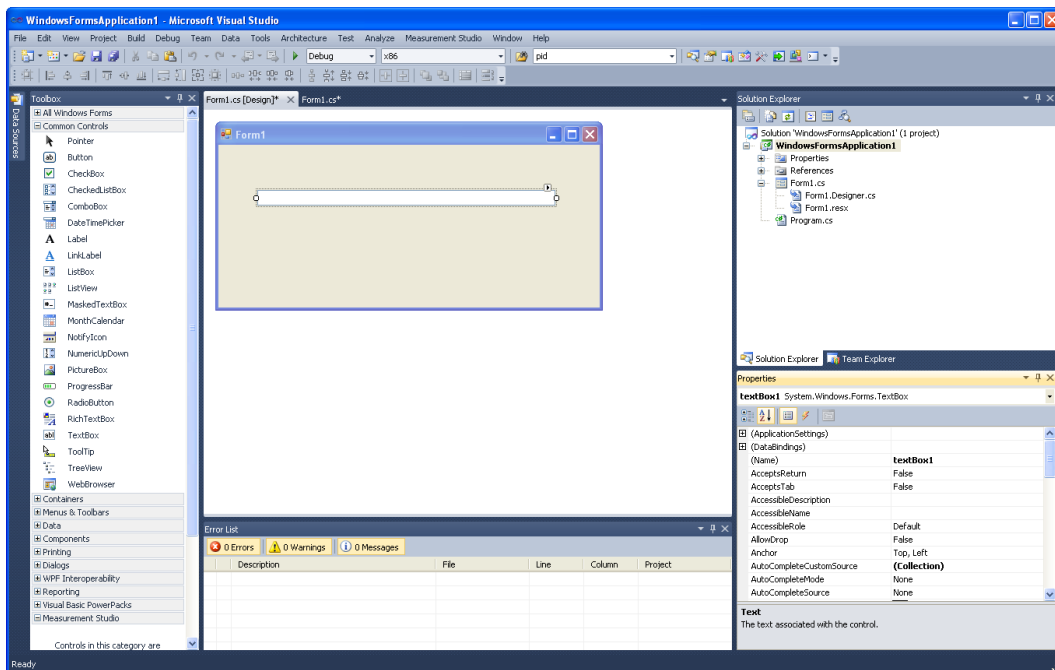 WindowsFormsApplication1 - Microsoft Visual Studio
File Edit View Project Build Debug Team Data Tools Architecture Test Analyze Measurement Studio Window Help
Debug x86 pid
Data Sources
Toolbox
All Windows Forms
Common Controls
Pointer
Button
CheckBox
CheckedListBox
ComboBox
DateTimePicker
Label
LinkLabel
ListBox
ListView
MaskedTextBox
MonthCalendar
NotifyIcon
NumericUpDown
PictureBox
ProgressBar
RadioButton
RichTextBox
TextBox
ToolTip
TreeView
WebBrowser
Containers
Menus & Toolbars
Data
Components
Printing
Dialogs
WPF Interoperability
Reporting
Visual Basic PowerPacks
Measurement Studio
Controls in this category are
Form1.cs [Design]* Form1.cs*
Form1
Error List
0 Errors 0 Warnings 0 Messages
Description File Line Column Project
Solution Explorer
Solution 'WindowsFormsApplication1' (1 project)
WindowsFormsApplication1
Properties
References
Form1.cs
Form1.Designer.cs
Form1.resx
Program.cs
Solution Explorer Team Explorer
Properties
textBox1 System.Windows.Forms.TextBox
(ApplicationSettings)
(DataBindings)
(Name) textBox1
AcceptsReturn False
AcceptsTab False
AccessibleDescription
AccessibleName
AccessibleRole Default
AllowDrop False
Anchor Top, Left
AutoCompleteCustomSource (Collection)
AutoCompleteMode None
AutoCompleteSource None
Text
The text associated with the control.
Ready